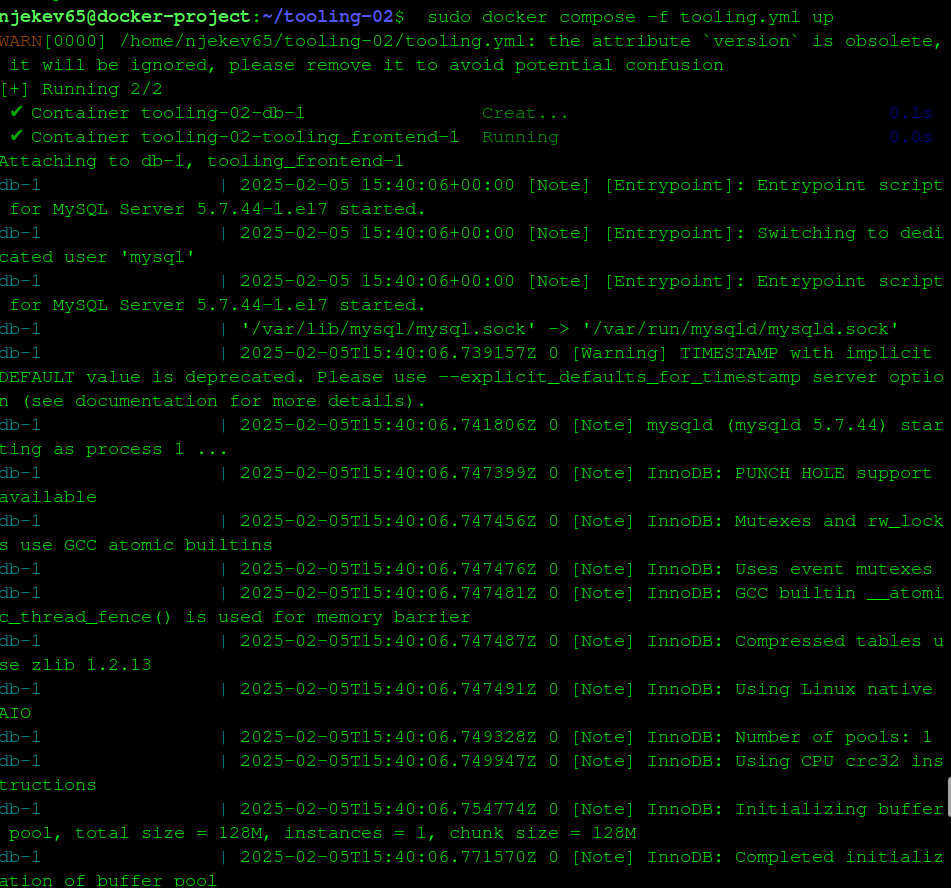 njekev65@docker-project:~/tooling-02$  sudo docker compose -f tooling.yml up
WARN[0000] /home/njekev65/tooling-02/tooling.yml: the attribute `version` is obsolete,
 it will be ignored, please remove it to avoid potential confusion
[+] Running 2/2
 ✔ Container tooling-02-db-1                Creat...                              0.1s
 ✔ Container tooling-02-tooling_frontend-1  Running                               0.0s
Attaching to db-1, tooling_frontend-1
db-1                | 2025-02-05 15:40:06+00:00 [Note] [Entrypoint]: Entrypoint script
 for MySQL Server 5.7.44-1.el7 started.
db-1                | 2025-02-05 15:40:06+00:00 [Note] [Entrypoint]: Switching to dedi
cated user 'mysql'
db-1                | 2025-02-05 15:40:06+00:00 [Note] [Entrypoint]: Entrypoint script
 for MySQL Server 5.7.44-1.el7 started.
db-1                | '/var/lib/mysql/mysql.sock' -> '/var/run/mysqld/mysqld.sock'
db-1                | 2025-02-05T15:40:06.739157Z 0 [Warning] TIMESTAMP with implicit
DEFAULT value is deprecated. Please use --explicit_defaults_for_timestamp server optio
n (see documentation for more details).
db-1                | 2025-02-05T15:40:06.741806Z 0 [Note] mysqld (mysqld 5.7.44) star
ting as process 1 ...
db-1                | 2025-02-05T15:40:06.747399Z 0 [Note] InnoDB: PUNCH HOLE support
available
db-1                | 2025-02-05T15:40:06.747456Z 0 [Note] InnoDB: Mutexes and rw_lock
s use GCC atomic builtins
db-1                | 2025-02-05T15:40:06.747476Z 0 [Note] InnoDB: Uses event mutexes
db-1                | 2025-02-05T15:40:06.747481Z 0 [Note] InnoDB: GCC builtin __atomi
c_thread_fence() is used for memory barrier
db-1                | 2025-02-05T15:40:06.747487Z 0 [Note] InnoDB: Compressed tables u
se zlib 1.2.13
db-1                | 2025-02-05T15:40:06.747491Z 0 [Note] InnoDB: Using Linux native
AIO
db-1                | 2025-02-05T15:40:06.749328Z 0 [Note] InnoDB: Number of pools: 1
db-1                | 2025-02-05T15:40:06.749947Z 0 [Note] InnoDB: Using CPU crc32 ins
tructions
db-1                | 2025-02-05T15:40:06.754774Z 0 [Note] InnoDB: Initializing buffer
 pool, total size = 128M, instances = 1, chunk size = 128M
db-1                | 2025-02-05T15:40:06.771570Z 0 [Note] InnoDB: Completed initializ
ation of buffer pool